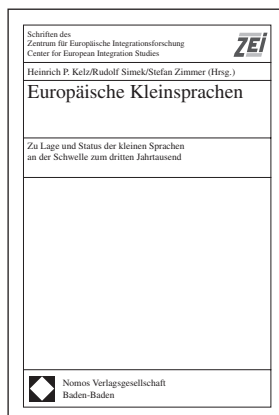 Schriften des
Zentrum für Europäische Integrationsforschung
Center for European Integration Studies
ZEI
Heinrich P. Kelz/Rudolf Simek/Stefan Zimmer (Hrsg.)
Europäische Kleinsprachen
Zu Lage und Status der kleinen Sprachen
an der Schwelle zum dritten Jahrtausend
Nomos Verlagsgesellschaft
Baden-Baden